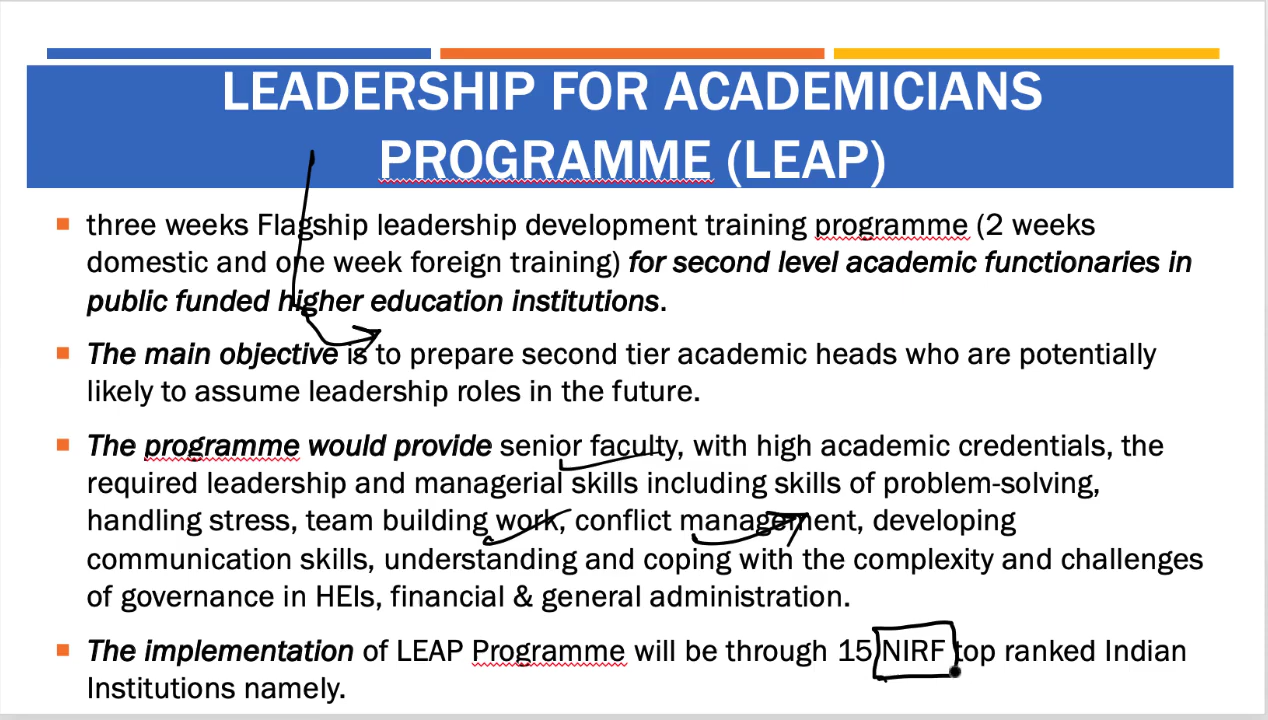 LEADERSHIP FOR ACADEMICIANS
PROGRAMME (LEAP)
three weeks Flagship leadership development training programme (2 weeks
domestic and one week foreign training) for second level academic functionaries in
public funded higher education institutions.
The main objective is to prepare second tier academic heads who are potentially
likely to assume leadership roles in the future.
The programme would provide senior faculty, with high academic credentials, the
required leadership and managerial skills including skills of problem-solving,
handling stress, team building work, conflict management, developing
communication skills, understanding and coping with the complexity and challenges
of governance in HEIs, financial & general administration.
The implementation of LEAP Programme will be through 15 NIRF top ranked Indian
Institutions namely.